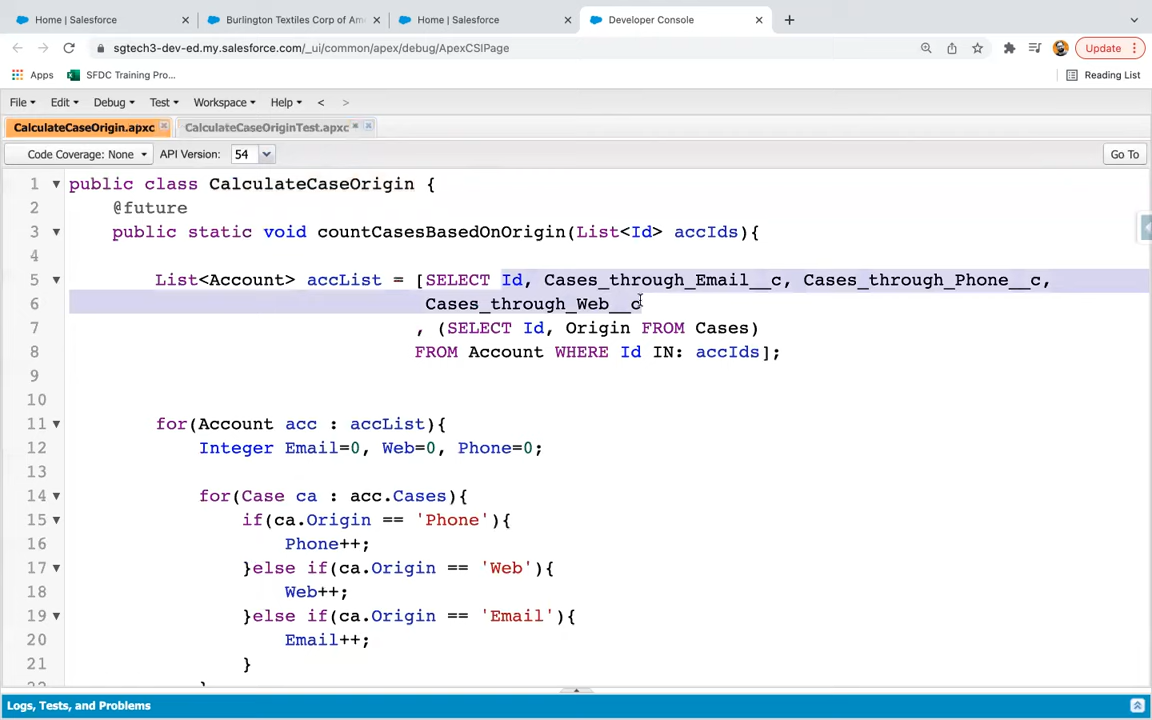 Home | Salesforce
Burlington Textiles Corp of Am
Home | Salesforce
Developer Console
sgtech3-dev-ed.my.salesforce.com/_ui/common/apex/debug/ApexCSIPage
Update
Apps
SFDC Training Pro...
Reading List
File Edit Debug Test Workspace Help < >
CalculateCaseOrigin.apxc
CalculateCaseOriginTest.apxc *
Code Coverage: None API Version: 54 Go To
1 public class CalculateCaseOrigin {
2 @future
3 public static void countCasesBasedOnOrigin(List<Id> accIds){
4
5 List<Account> accList = [SELECT Id, Cases_through_Email__c, Cases_through_Phone__c,
6 Cases_through_Web__c
7 , (SELECT Id, Origin FROM Cases)
8 FROM Account WHERE Id IN: accIds];
9
10
11 for(Account acc : accList){
12 Integer Email=0, Web=0, Phone=0;
13
14 for(Case ca : acc.Cases){
15 if(ca.Origin == 'Phone'){
16 Phone++;
17 }else if(ca.Origin == 'Web'){
18 Web++;
19 }else if(ca.Origin == 'Email'){
20 Email++;
21 }
Logs, Tests, and Problems